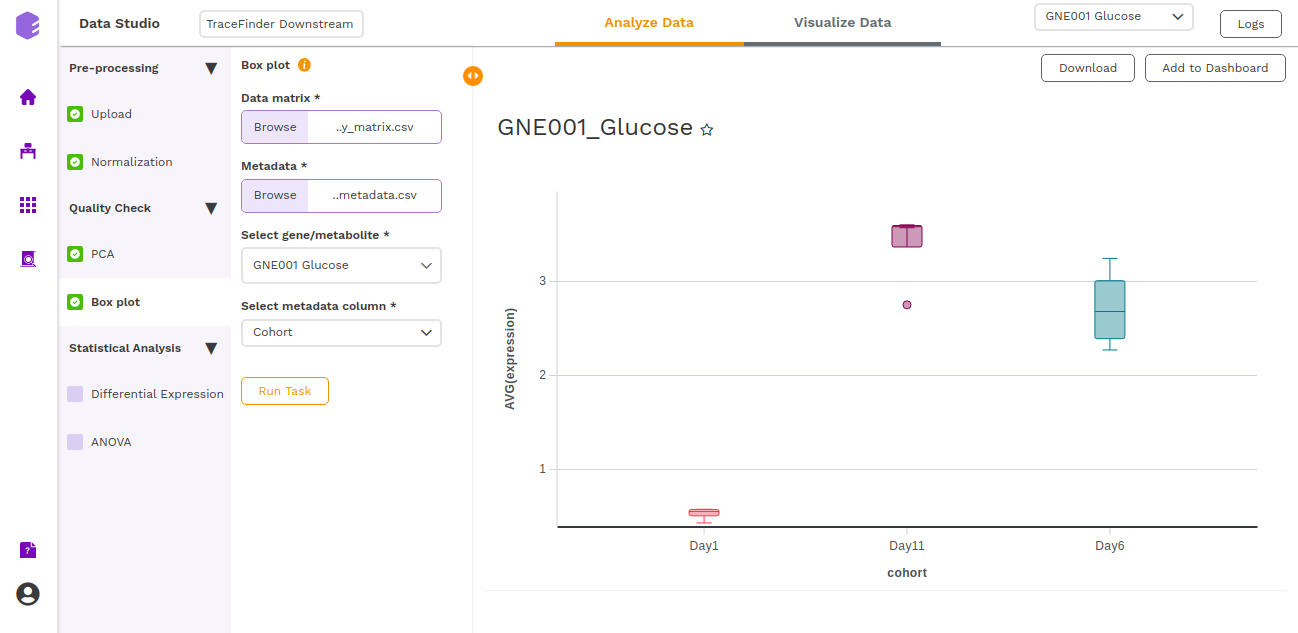 Data Studio
TraceFinder Downstream
Analyze Data
Visualize Data
GNE001 Glucose
Logs
Pre-processing
Upload
Normalization
Quality Check
PCA
Box plot
Statistical Analysis
Differential Expression
ANOVA
Box plot
Data matrix *
Browse ..y_matrix.csv
Metadata *
Browse ..metadata.csv
Select gene/metabolite *
GNE001 Glucose
Select metadata column *
Cohort
Run Task
Download
Add to Dashboard
GNE001_Glucose
AVG(expression)
3
2
1
Day1 Day11 Day6
cohort
?